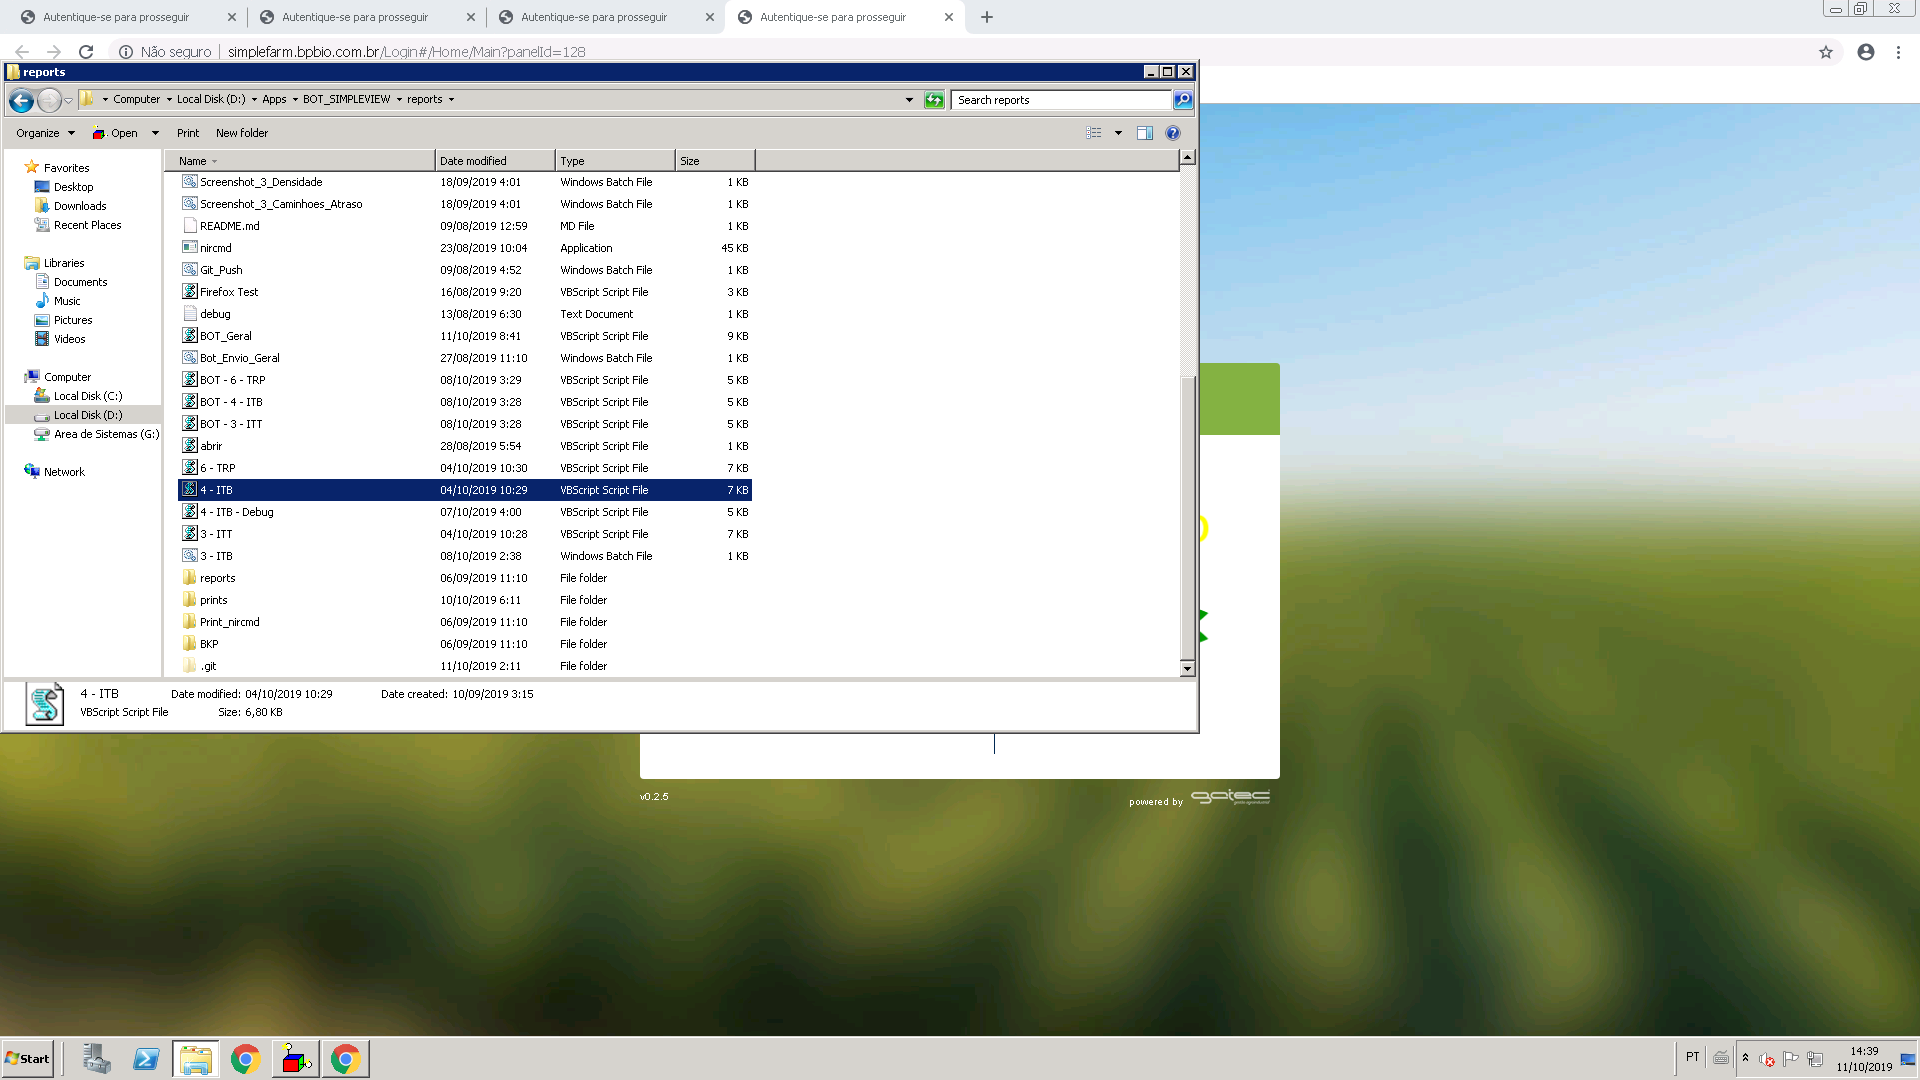 Autentique-se para prosseguir
Autentique-se para prosseguir
Autentique-se para prosseguir
Autentique-se para prosseguir
Não seguro
simplefarm.bpbio.com.br/Login#/Home/Main?panelId=128
reports
Computer Local Disk (D:) Apps BOT_SIMPLEVIEW reports
Search reports
Organize Open Print New folder
Name Date modified Type Size
Favorites
Desktop
Downloads
Recent Places
Libraries
Documents
Music
Pictures
Videos
Computer
Local Disk (C:)
Local Disk (D:)
Area de Sistemas (G:)
Network
Screenshot_3_Densidade 18/09/2019 4:01 Windows Batch File 1 KB
Screenshot_3_Caminhoes_Atraso 18/09/2019 4:01 Windows Batch File 1 KB
README.md 09/08/2019 12:59 MD File 1 KB
nircmd 23/08/2019 10:04 Application 45 KB
Git_Push 09/08/2019 4:52 Windows Batch File 1 KB
Firefox Test 16/08/2019 9:20 VBScript Script File 3 KB
debug 13/08/2019 6:30 Text Document 1 KB
BOT_Geral 11/10/2019 8:41 VBScript Script File 9 KB
Bot_Envio_Geral 27/08/2019 11:10 Windows Batch File 1 KB
BOT - 6 - TRP 08/10/2019 3:29 VBScript Script File 5 KB
BOT - 4 - ITB 08/10/2019 3:28 VBScript Script File 5 KB
BOT - 3 - ITT 08/10/2019 3:28 VBScript Script File 5 KB
abrir 28/08/2019 5:54 VBScript Script File 1 KB
6 - TRP 04/10/2019 10:30 VBScript Script File 7 KB
4 - ITB 04/10/2019 10:29 VBScript Script File 7 KB
4 - ITB - Debug 07/10/2019 4:00 VBScript Script File 5 KB
3 - ITT 04/10/2019 10:28 VBScript Script File 7 KB
3 - ITB 08/10/2019 2:38 Windows Batch File 1 KB
reports 06/09/2019 11:10 File folder
prints 10/10/2019 6:11 File folder
Print_nircmd 06/09/2019 11:10 File folder
BKP 06/09/2019 11:10 File folder
.git 11/10/2019 2:11 File folder
4 - ITB Date modified: 04/10/2019 10:29 Date created: 10/09/2019 3:15
VBScript Script File Size: 6,80 KB
v0.2.5
powered by gatec
Start
PT
14:39
11/10/2019